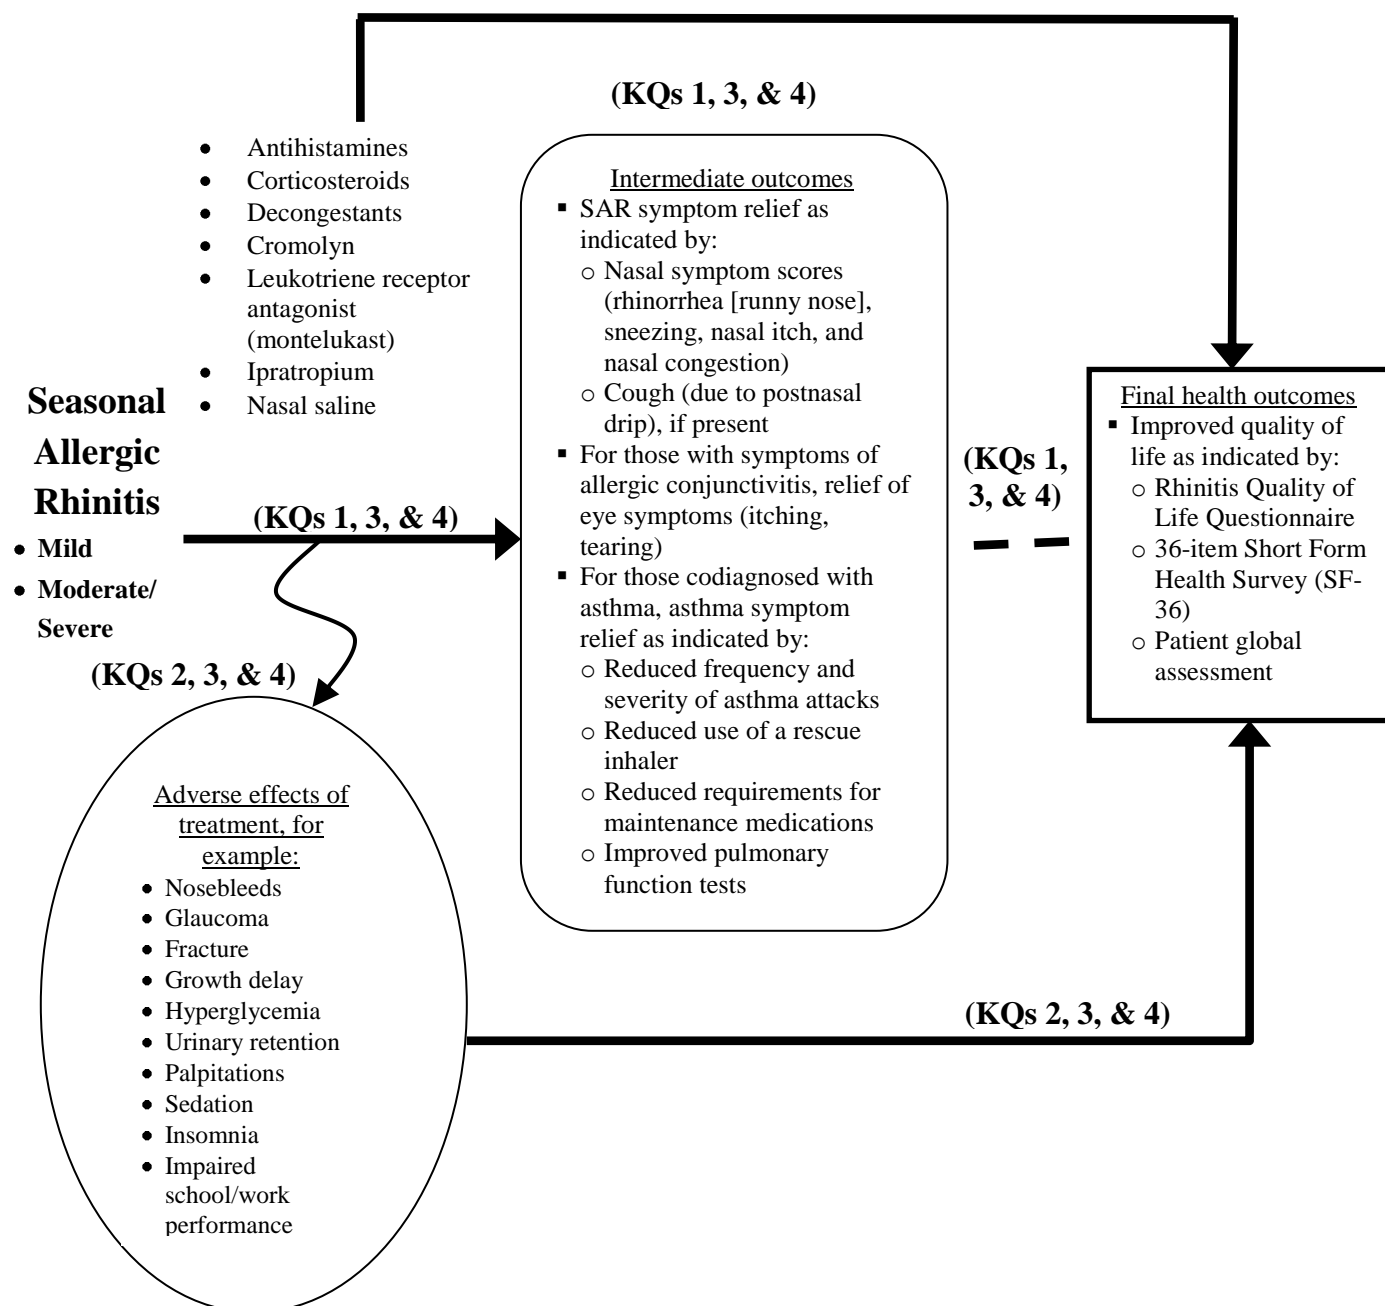 (KQs 1, 3, & 4)
• Antihistamines
• Corticosteroids
• Decongestants
• Cromolyn
• Leukotriene receptor
antagonist
(montelukast)
• Ipratropium
• Nasal saline
Seasonal
Allergic
Rhinitis
• Mild
• Moderate/
Severe
(KQs 1, 3, & 4)
(KQs 2, 3, & 4)
Intermediate outcomes
▪ SAR symptom relief as
indicated by:
o Nasal symptom scores
(rhinorrhea [runny nose],
sneezing, nasal itch, and
nasal congestion)
o Cough (due to postnasal
drip), if present
▪ For those with symptoms of
allergic conjunctivitis, relief of
eye symptoms (itching,
tearing)
▪ For those codiagnosed with
asthma, asthma symptom
relief as indicated by:
o Reduced frequency and
severity of asthma attacks
o Reduced use of a rescue
inhaler
o Reduced requirements for
maintenance medications
o Improved pulmonary
function tests
(KQs 1,
3, & 4)
Final health outcomes
▪ Improved quality of
life as indicated by:
o Rhinitis Quality of
Life Questionnaire
o 36-item Short Form
Health Survey (SF-
36)
o Patient global
assessment
Adverse effects of
treatment, for
example:
• Nosebleeds
• Glaucoma
• Fracture
• Growth delay
• Hyperglycemia
• Urinary retention
• Palpitations
• Sedation
• Insomnia
• Impaired
school/work
performance
(KQs 2, 3, & 4)